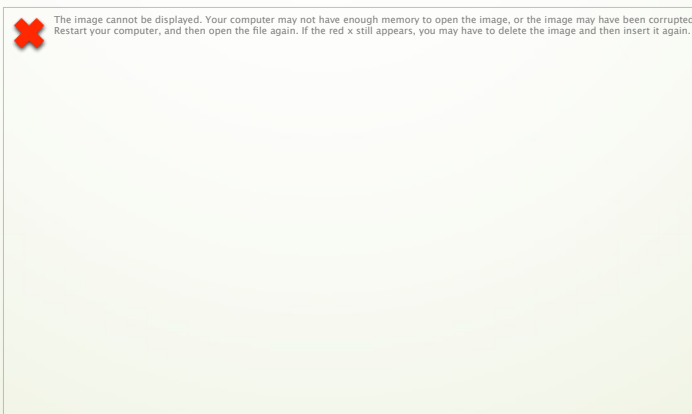 The image cannot be displayed. Your computer may not have enough memory to open the image, or the image may have been corrupted
Restart your computer, and then open the file again. If the red x still appears, you may have to delete the image and then insert it again.